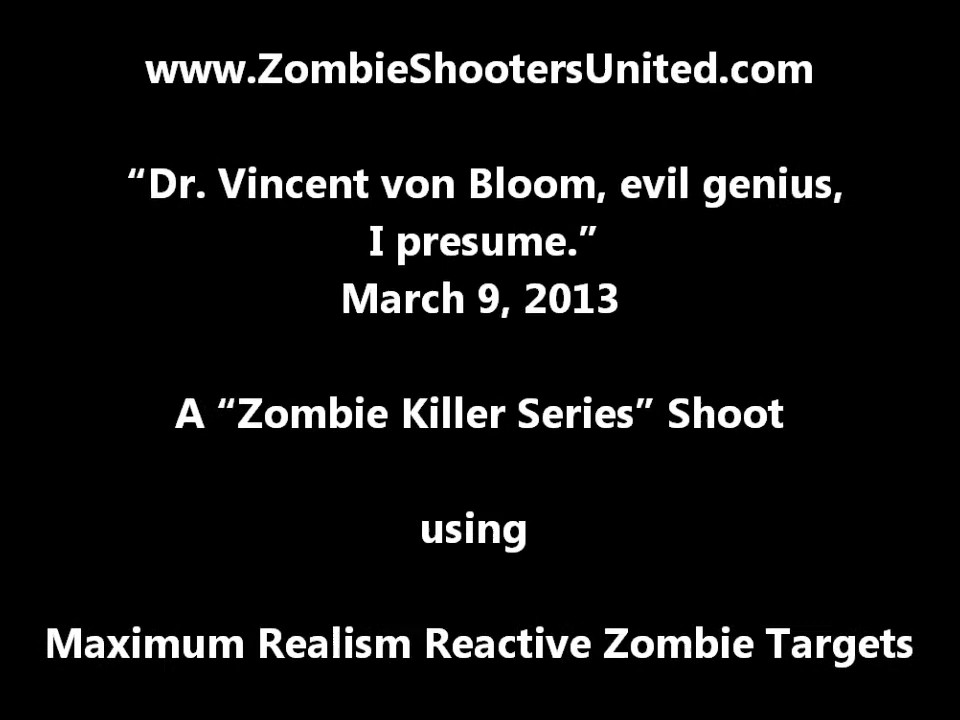 www.ZombieShootersUnited.com
“Dr. Vincent von Bloom, evil genius,
I presume.”
March 9, 2013
A “Zombie Killer Series” Shoot
using
Maximum Realism Reactive Zombie Targets